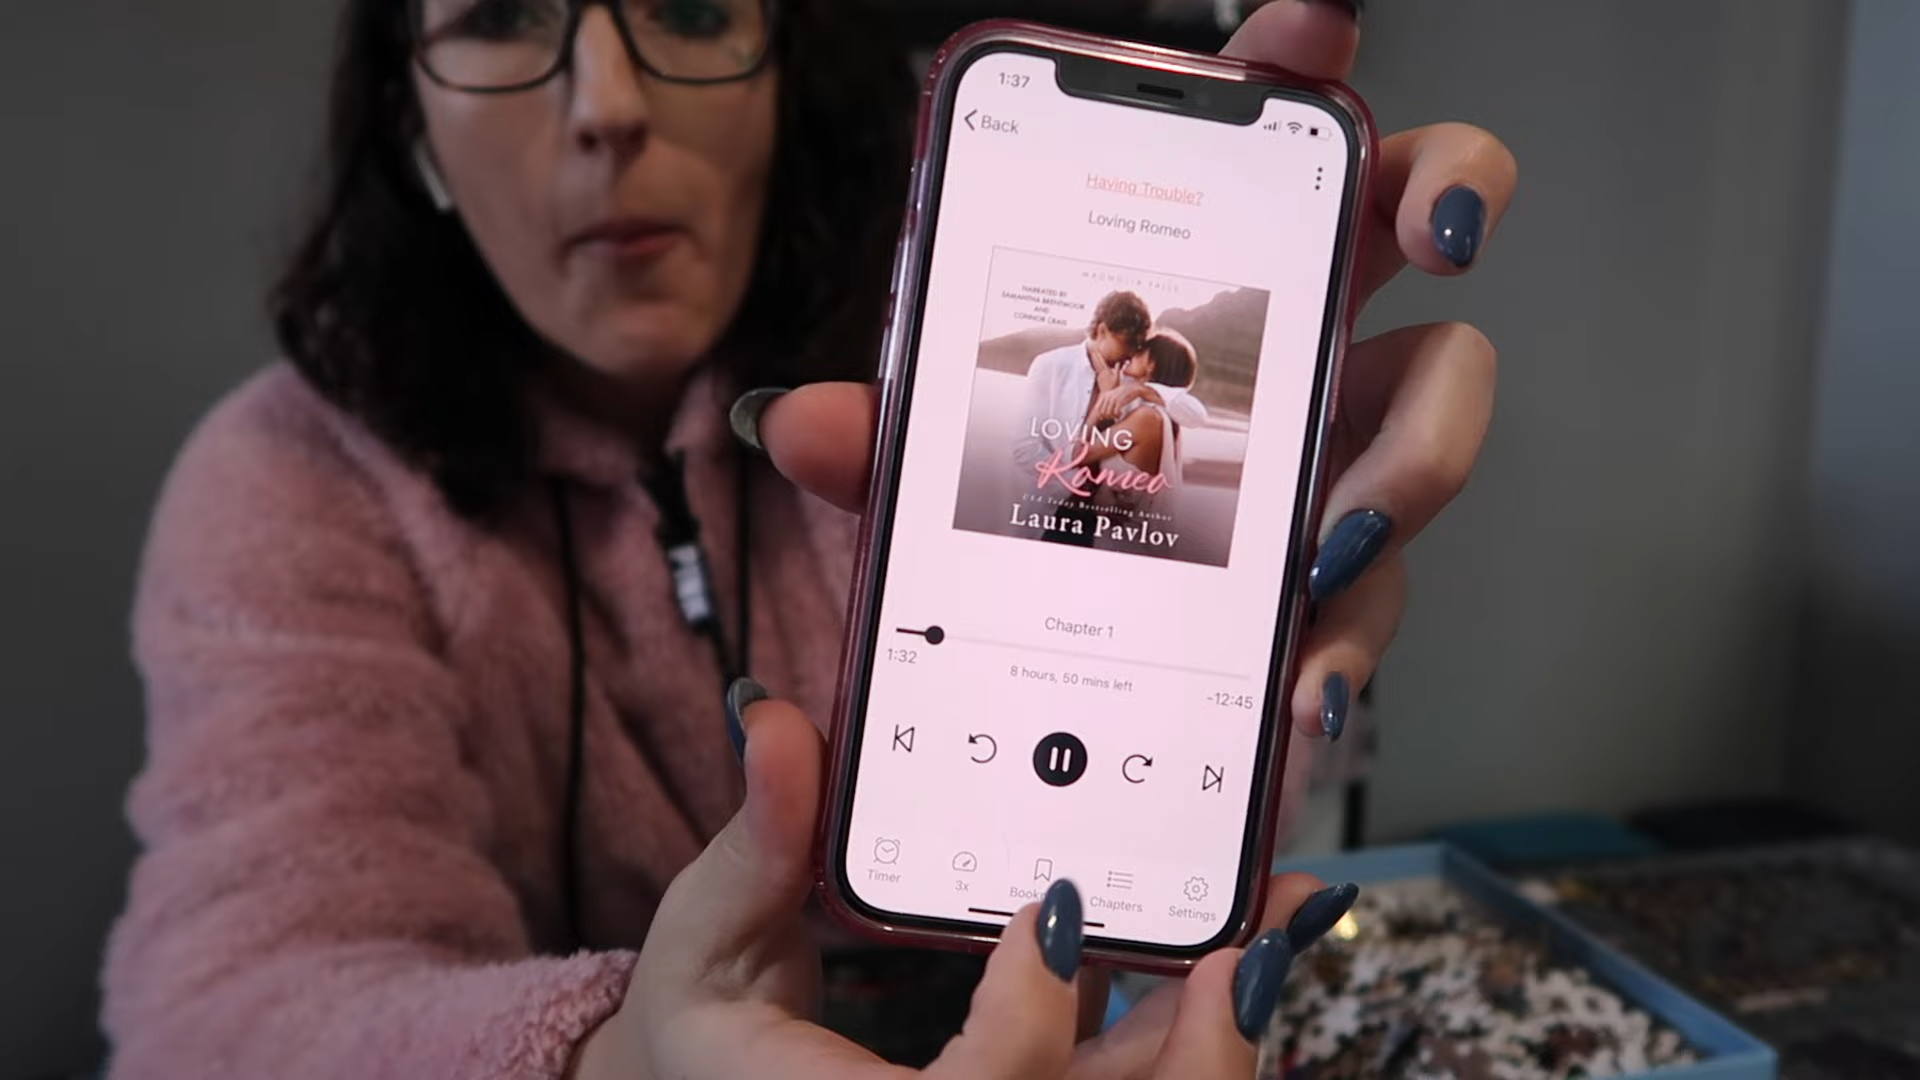 1:37
Back
Having Trouble?
Loving Romeo
MAGNOLIA FALLS
NARRATED BY
SAMANTHA BRENTMOOR
AND
CONNOR CRAIS
LOVING
Romeo
USA Today Bestselling Author
Laura Pavlov
Chapter 1
1:32
8 hours, 50 mins left
-12:45
Timer
3x
Chapters
Settings
PINK